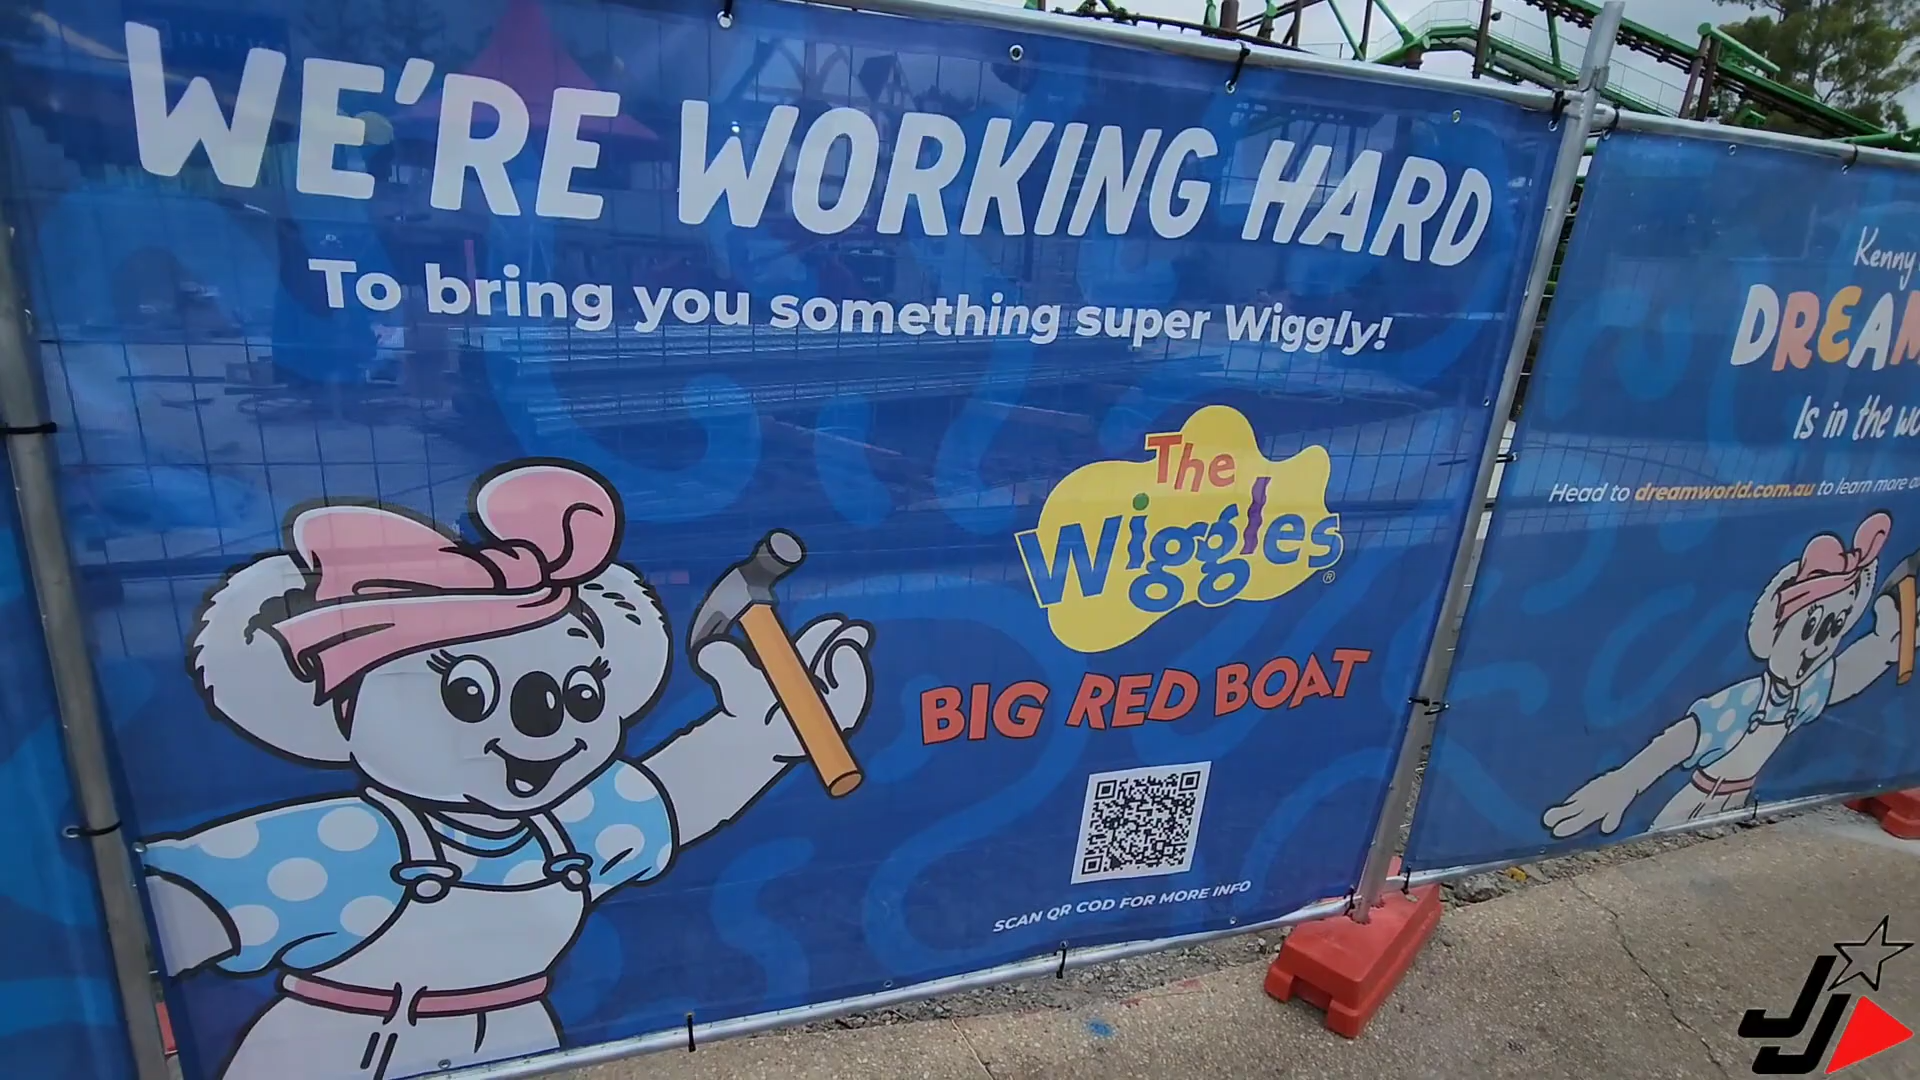 WE'RE WORKING HARD
To bring you something super Wiggly!
The
Wiggles®
BIG RED BOAT
SCAN QR COD FOR MORE INFO
Kenny
DREAM
Is in the
Head to dreamworld.com.au to learn more
JJ